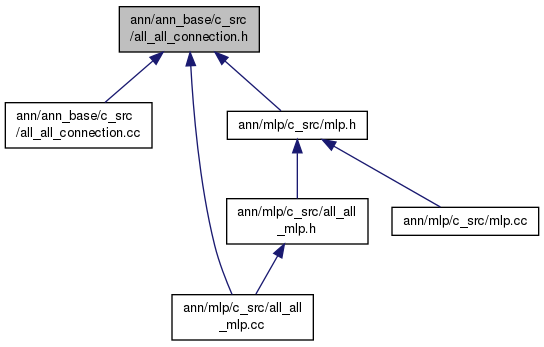 ann/ann_base/c_src
/all_all_connection.h
ann/ann_base/c_src
/all_all_connection.cc
ann/mlp/c_src/mlp.h
ann/mlp/c_src/all_all
_mlp.h
ann/mlp/c_src/mlp.cc
ann/mlp/c_src/all_all
_mlp.cc